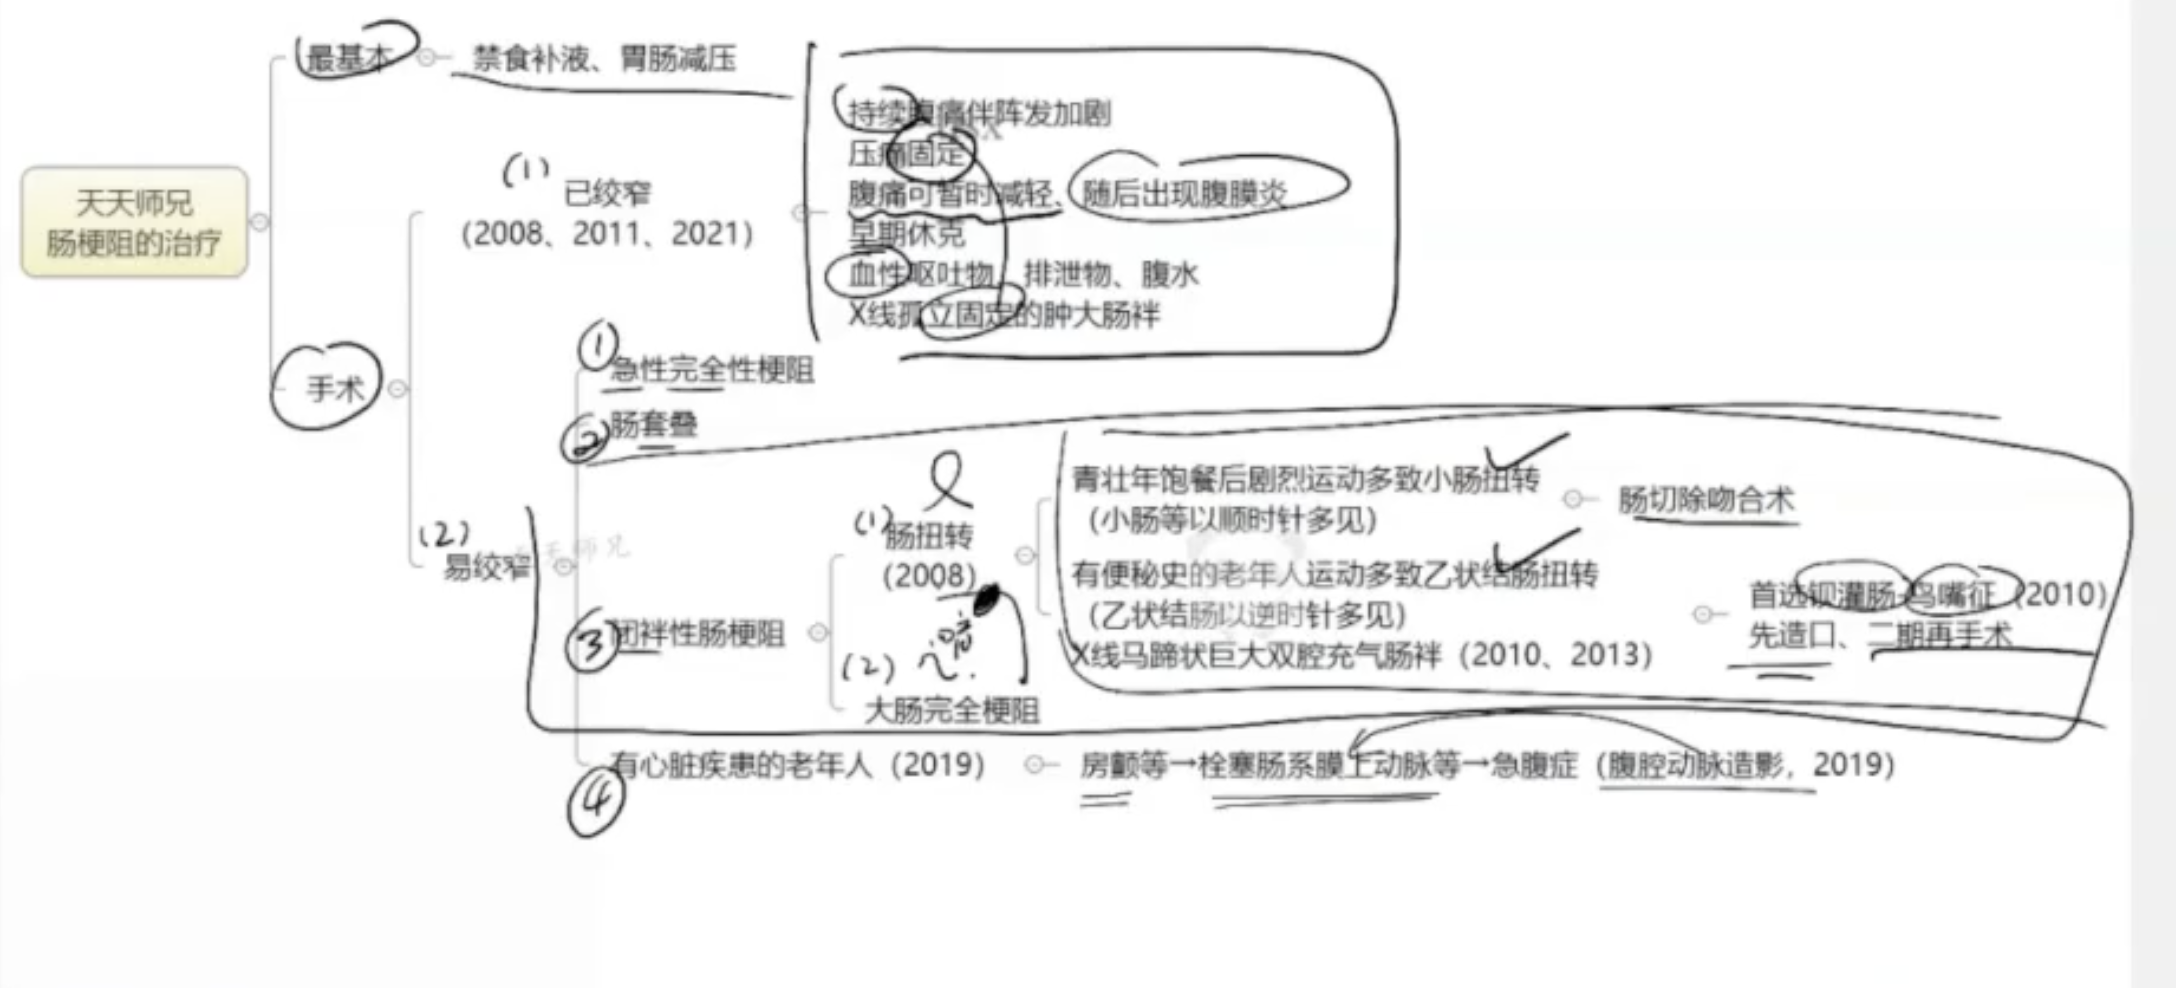 天天师兄
肠梗阻的治疗
最基本
禁食补液、胃肠减压
手术
(1)
已绞窄
(2008、2011、2021)
持续腹痛伴阵发加剧
压痛固定
腹痛可暂时减轻、随后出现腹膜炎
早期休克
血性呕吐物、排泄物、腹水
X线孤立固定的肿大肠袢
(2)
易绞窄
①
急性完全性梗阻
②
肠套叠
③
闭袢性肠梗阻
(1)
肠扭转
(2008)
青壮年饱餐后剧烈运动多致小肠扭转
(小肠等以顺时针多见)
肠切除吻合术
有便秘史的老年人运动多致乙状结肠扭转
(乙状结肠以逆时针多见)
X线马蹄状巨大双腔充气肠袢(2010、2013)
首选钡灌肠-鸟嘴征(2010)
先造口、二期再手术
(2)
大肠完全梗阻
④
有心脏疾患的老年人(2019)
房颤等→栓塞肠系膜上动脉等→急腹症(腹腔动脉造影,2019)